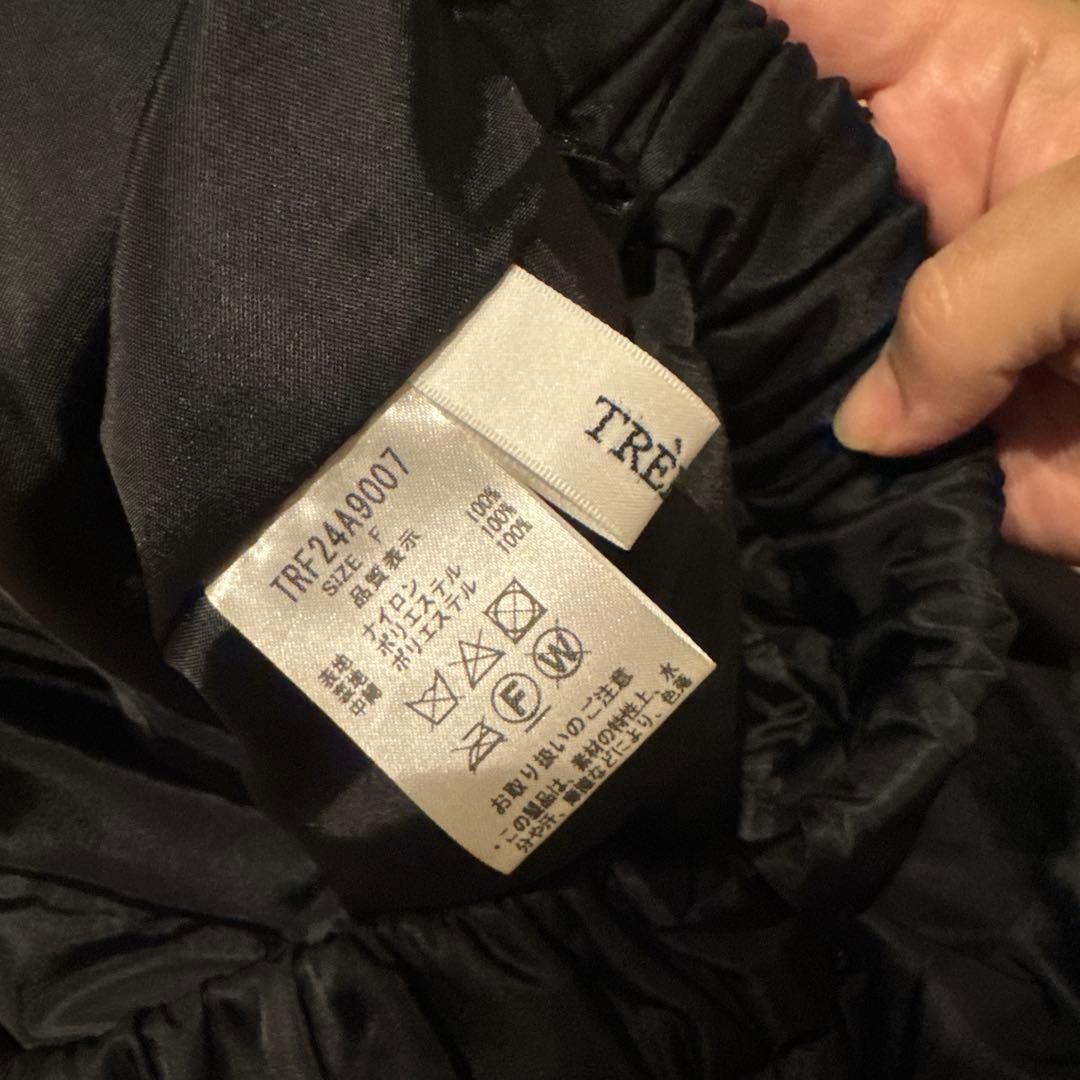 TRÈ
TRF24A9007
SIZE F
品質表示
表地 ナイロン 100%
裏地 ポリエステル 100%
中綿 ポリエステル 100%
F W
お取り扱いのご注意
・この製品は、素材の特性上、水
分や汗、摩擦などにより、色落